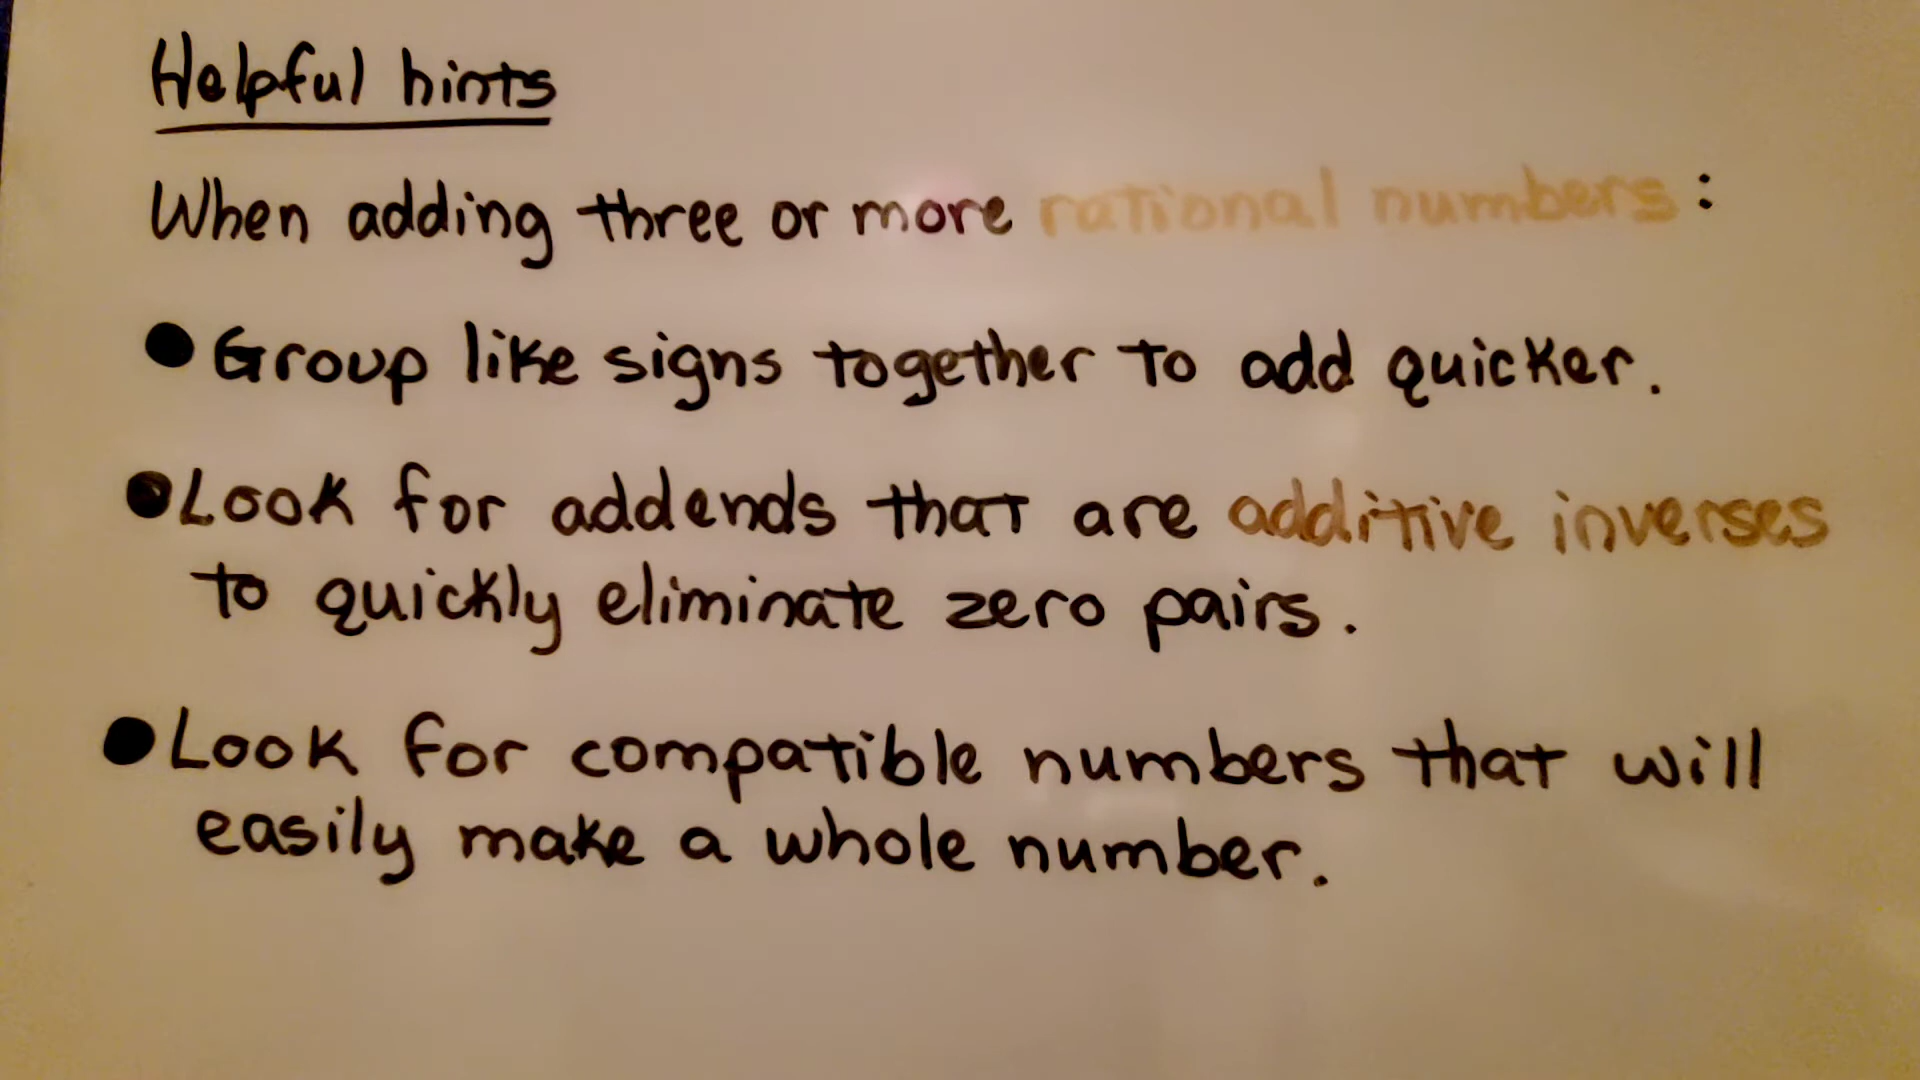 Helpful hints
When adding three or more rational numbers:
● Group like signs together to add quicker.
● Look for addends that are additive inverses
to quickly eliminate zero pairs.
● Look for compatible numbers that will
easily make a whole number.